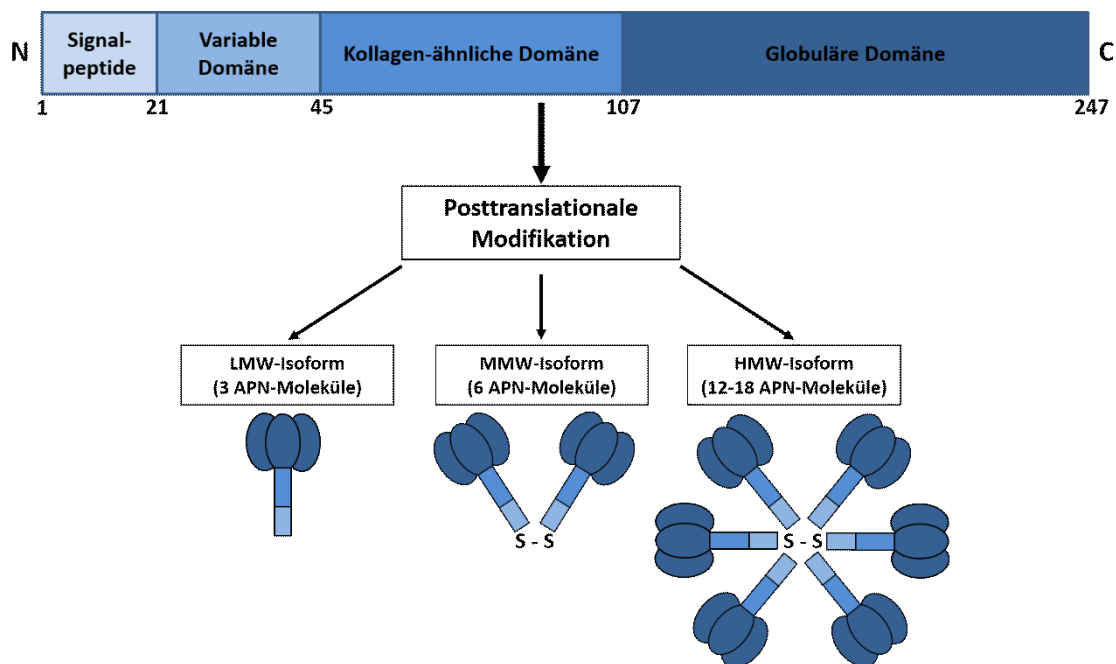 N
Signal-
peptide
Variable
Domäne
Kollagen-ähnliche Domäne
Globuläre Domäne
C
1
21
45
107
247
Posttranslationale
Modifikation
LMW-Isoform
(3 APN-Moleküle)
MMW-Isoform
(6 APN-Moleküle)
HMW-Isoform
(12-18 APN-Moleküle)
S - S
S - S